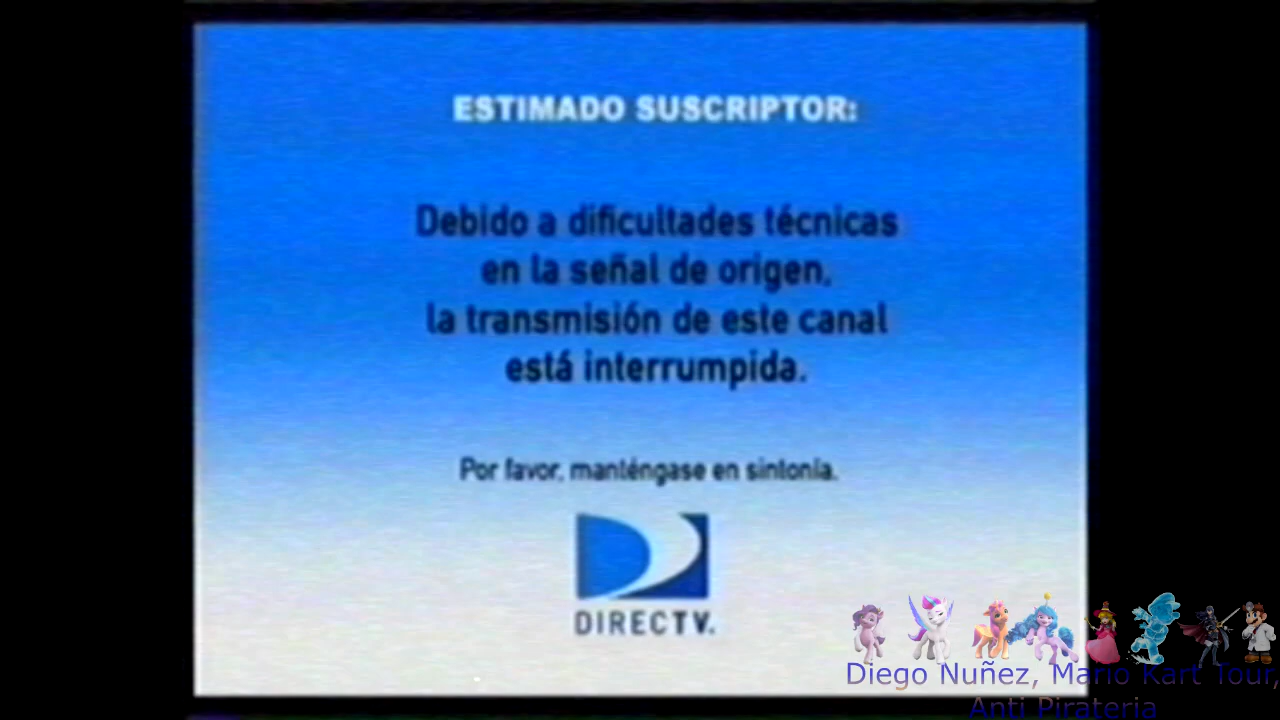 ESTIMADO SUSCRIPTOR:
Debido a dificultades técnicas
en la señal de origen,
la transmisión de este canal
está interrumpida.
Por favor, manténgase en sintonía.
DIRECTV.
Diego Nuñez, Mario Kart Tour,
Anti Pirateria